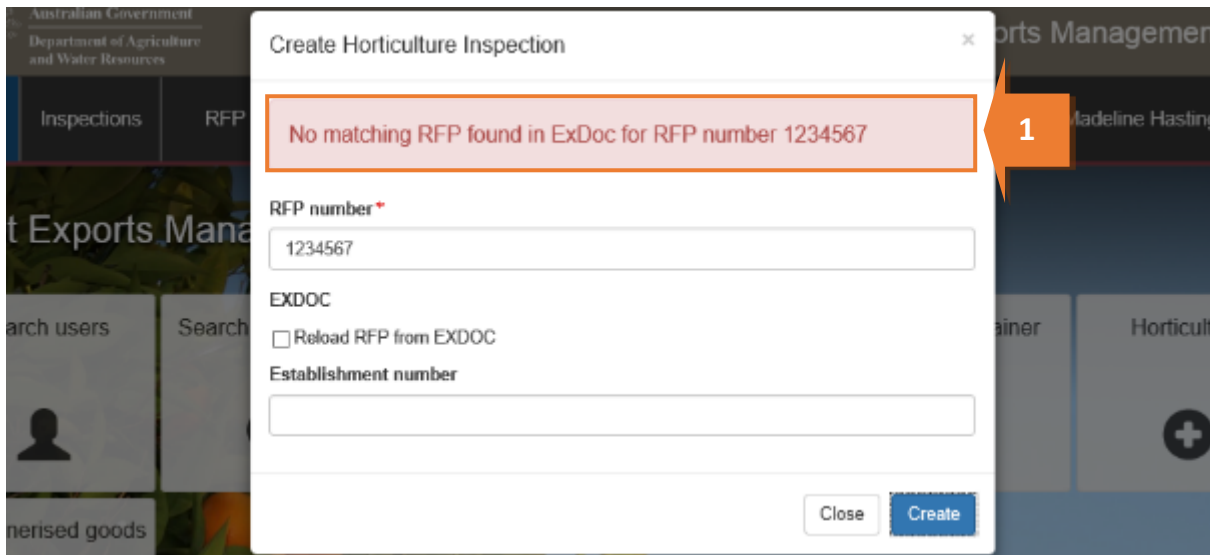 Australian Government
Department of Agriculture
and Water Resources
Create Horticulture Inspection
×
orts Managemen
Inspections
RFP
No matching RFP found in ExDoc for RFP number 1234567
1
Madeline Hasting
RFP number*
1234567
t Exports Mana
EXDOC
Reload RFP from EXDOC
Establishment number
arch users
Search
ainer
Horticult
Close
Create
nerised goods